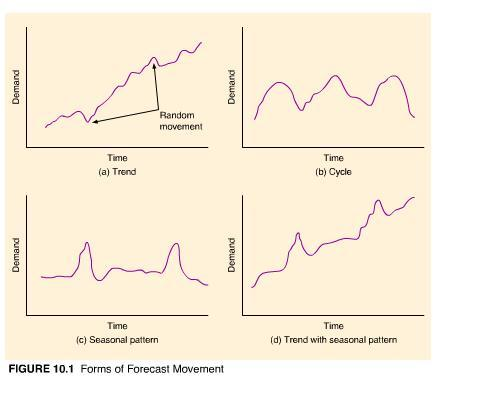 Demand
Random
movement
Time
(a) Trend
Demand
Time
(b) Cycle
Demand
Time
(c) Seasonal pattern
Demand
Time
(d) Trend with seasonal pattern
FIGURE 10.1 Forms of Forecast Movement